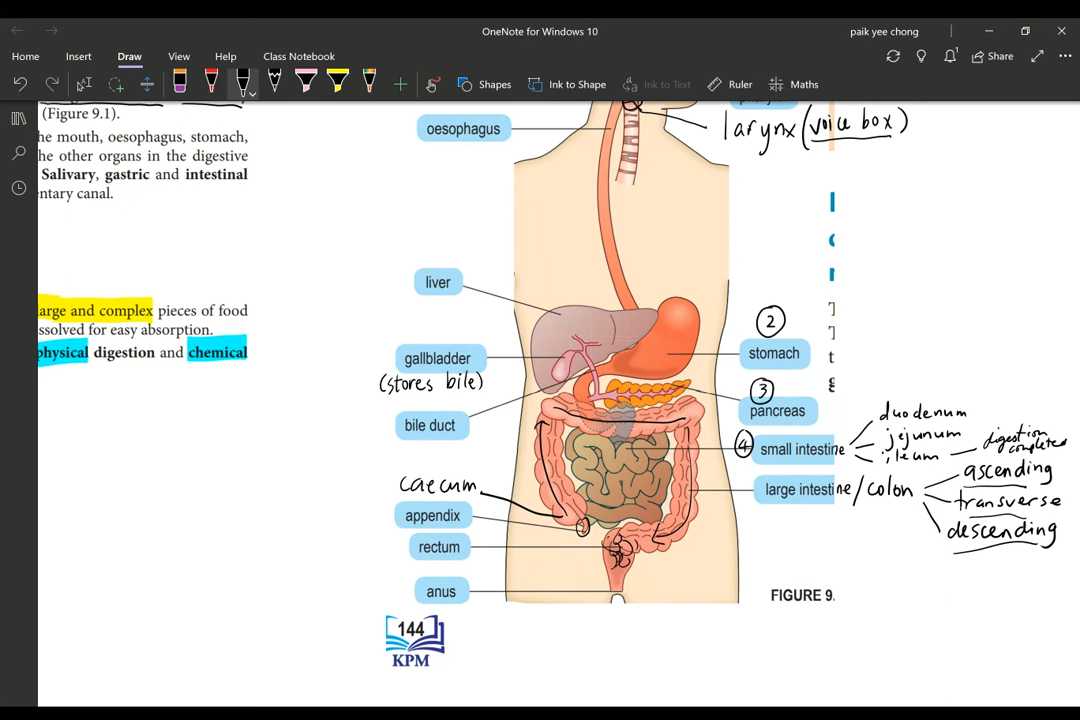 OneNote for Windows 10
paik yee chong
Home Insert Draw View Help Class Notebook
Share
Shapes Ink to Shape Ink to Text Ruler Maths
(Figure 9.1).
he mouth, oesophagus, stomach,
he other organs in the digestive
Salivary, gastric and intestinal
entary canal.
arge and complex pieces of food
ssolved for easy absorption.
physical digestion and chemical
oesophagus
larynx (voice box)
liver
2
stomach
gallbladder
(stores bile)
3
pancreas
bile duct
4 small intestine
duodenum
jejunum
ileum
digestion
completed
large intestine/colon
ascending
transverse
descending
caecum
appendix
rectum
anus
FIGURE 9.
144
KPM